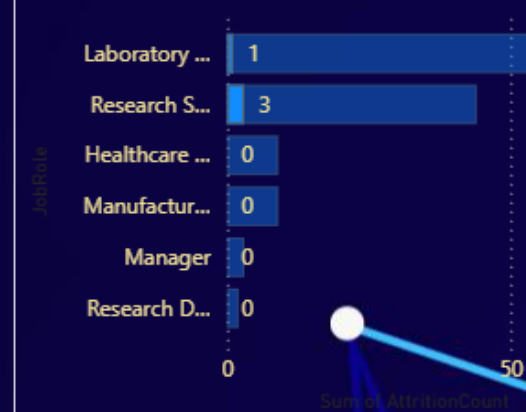 Laboratory ... 1
Research S... 3
Healthcare ... 0
Manufactur... 0
Manager 0
Research D... 0
JobRole
0 50
Sum of AttritionCount